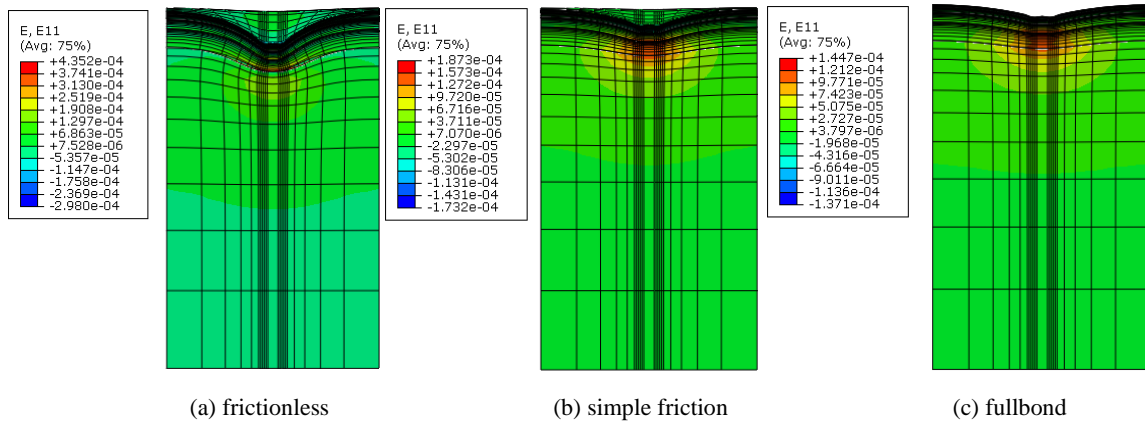 E, E11
(Avg: 75%)
+4.352e-04
+3.741e-04
+3.130e-04
+2.519e-04
+1.908e-04
+1.297e-04
+6.863e-05
+7.528e-06
-5.357e-05
-1.147e-04
-1.758e-04
-2.369e-04
-2.980e-04
E, E11
(Avg: 75%)
+1.873e-04
+1.573e-04
+1.272e-04
+9.720e-05
+6.716e-05
+3.711e-05
+7.070e-06
-2.297e-05
-5.302e-05
-8.306e-05
-1.131e-04
-1.431e-04
-1.732e-04
E, E11
(Avg: 75%)
+1.447e-04
+1.212e-04
+9.771e-05
+7.423e-05
+5.075e-05
+2.727e-05
+3.797e-06
-1.968e-05
-4.316e-05
-6.664e-05
-9.011e-05
-1.136e-04
-1.371e-04
(a) frictionless
(b) simple friction
(c) fullbond